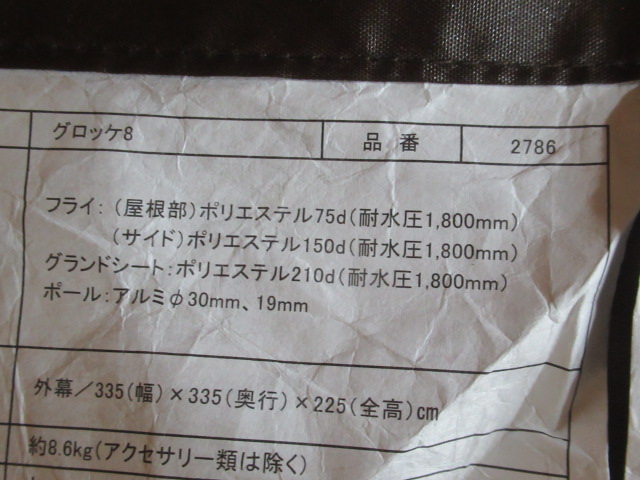 グロッケ8 品番 2786
フライ：（屋根部）ポリエステル75d（耐水圧1,800mm）
（サイド）ポリエステル150d（耐水圧1,800mm）
グランドシート：ポリエステル210d（耐水圧1,800mm）
ポール：アルミφ30mm、19mm
外幕／335（幅）×335（奥行）×225（全高）cm
約8.6kg（アクセサリー類は除く）